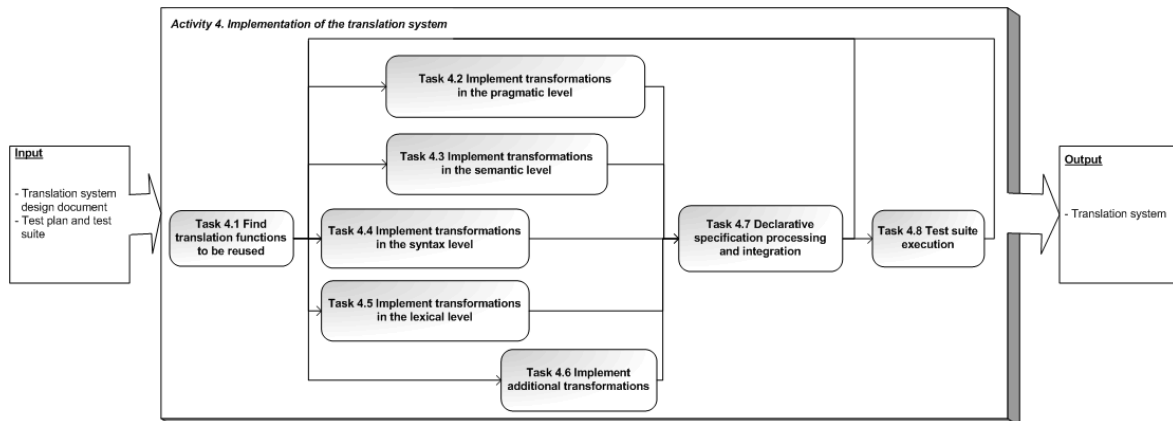 Activity 4. Implementation of the translation system
Input
- Translation system
design document
- Test plan and test
suite
Task 4.1 Find
translation functions
to be reused
Task 4.2 Implement transformations
in the pragmatic level
Task 4.3 Implement transformations
in the semantic level
Task 4.4 Implement transformations
in the syntax level
Task 4.5 Implement transformations
in the lexical level
Task 4.6 Implement
additional transformations
Task 4.7 Declarative
specification processing
and integration
Task 4.8 Test suite
execution
Output
- Translation system